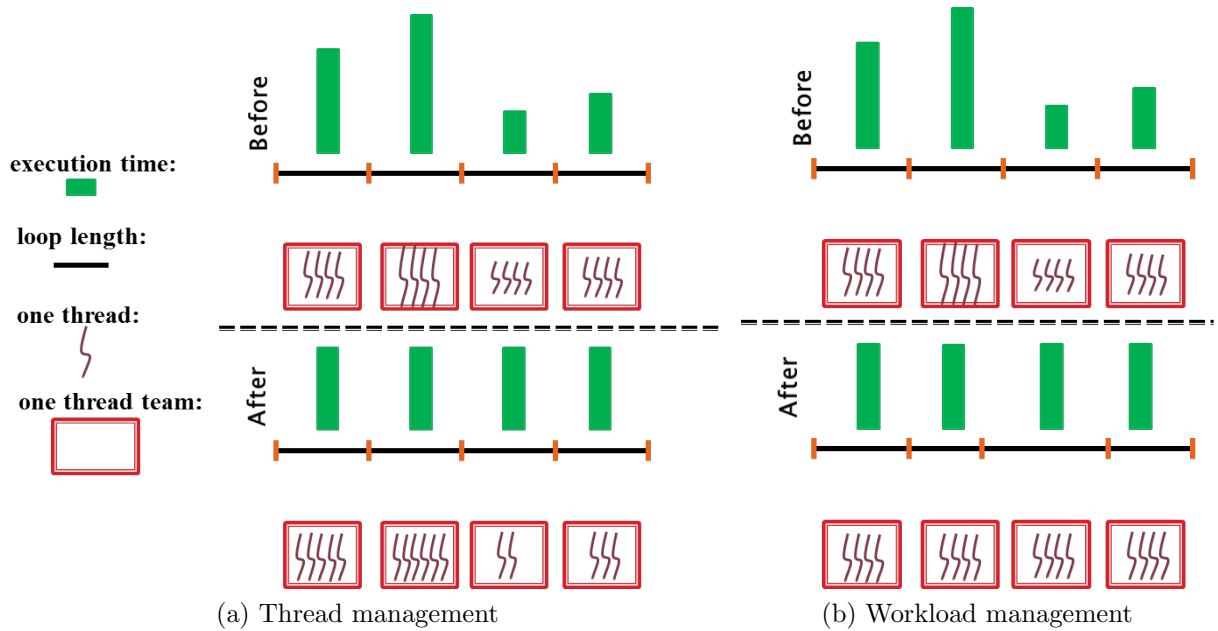 execution time:
loop length:
one thread:
one thread team:
Before
After
(a) Thread management
Before
After
(b) Workload management